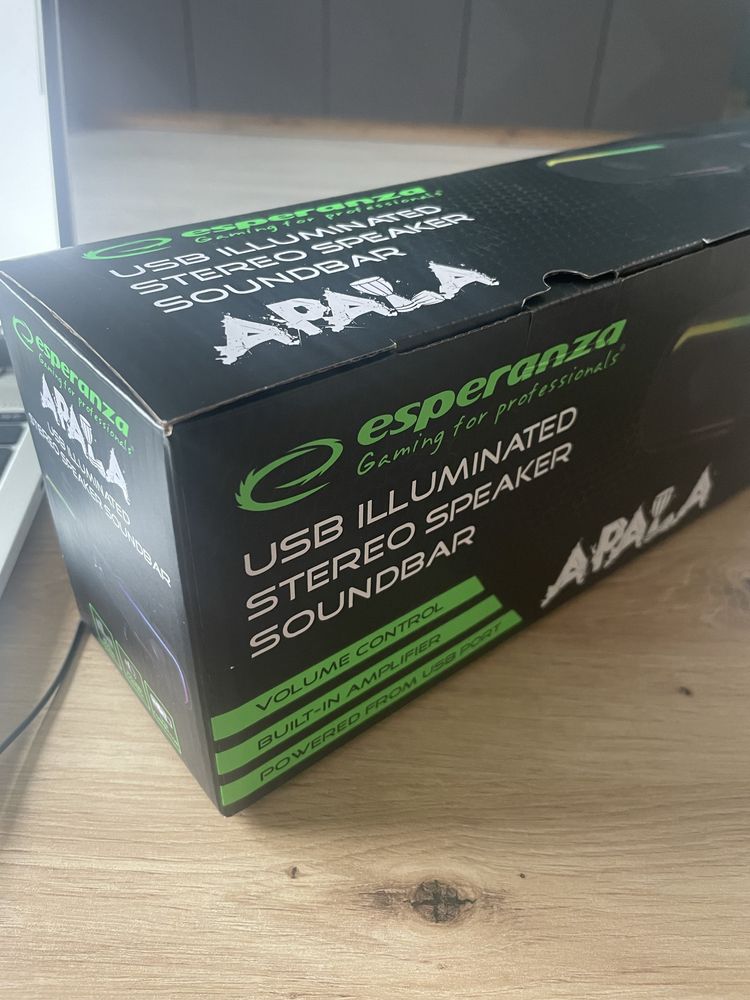 esperanza
Gaming for professionals®
USB ILLUMINATED
STEREO SPEAKER
SOUNDBAR
APALA
esperanza
Gaming for professionals
APALA
USB ILLUMINATED
STEREO SPEAKER SOUNDBAR
esperanza
Gaming for professionals®
USB ILLUMINATED
STEREO SPEAKER
SOUNDBAR
APALA
VOLUME CONTROL
BUILT-IN AMPLIFIER
POWERED FROM USB PORT